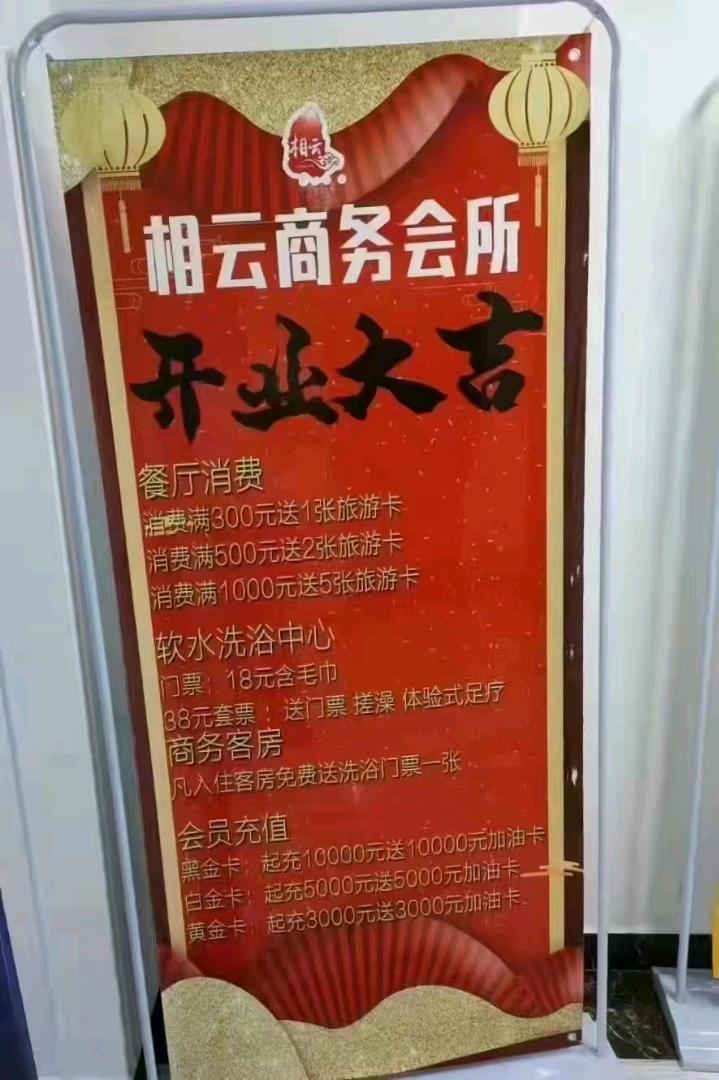 相云
相云商务会所
开业大吉
餐厅消费
消费满300元送1张旅游卡
消费满500元送2张旅游卡
消费满1000元送5张旅游卡
软水洗浴中心
门票：18元含毛巾
38元套票；送门票 搓澡 体验式足疗
商务客房
凡入住客房免费送洗浴门票一张
会员充值
黑金卡：起充10000元送10000元加油卡
白金卡：起充5000元送5000元加油卡
黄金卡：起充3000元送3000元加油卡